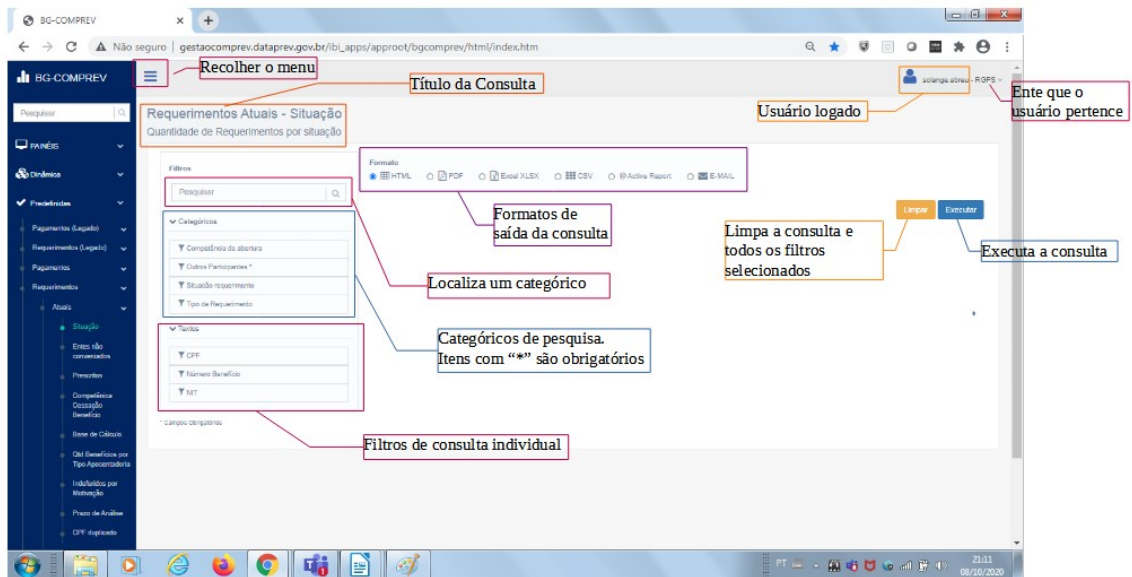 BG-COMPREV
Não seguro | gestaocomprev.dataprev.gov.br/ibi_apps/approot/bgcomprev/html/index.htm
BG-COMPREV
Recolher o menu
Título da Consulta
solange.abreu - RGPS
Usuário logado
Ente que o
usuário pertence
Pesquisar
Requerimentos Atuais - Situação
Quantidade de Requerimentos por situação
PAINÉIS
Dinâmica
Predefinidas
Pagamentos (Legado)
Requerimentos (Legado)
Pagamentos
Requerimentos
Atuais
Situação
Entes não
conveniados
Prescritos
Competência
Cessação
Benefício
Base de Cálculo
Qtd Benefícios por
Tipo Aposentadoria
Indeferidos por
Motivação
Prazo de Análise
CPF duplicado
Filtros
Pesquisar
Categóricos
Competência de abertura
Outros Participantes *
Situação requerimento
Tipo de Requerimento
Textos
CPF
Número Benefício
NIT
* Campos Obrigatórios
Formato
HTML PDF Excel XLSX CSV Active Report E-MAIL
Formatos de
saída da consulta
Limpar Executar
Limpa a consulta e
todos os filtros
selecionados
Executa a consulta
Localiza um categórico
Categóricos de pesquisa.
Itens com “*” são obrigatórios
Filtros de consulta individual
PT
21:11
08/10/2020